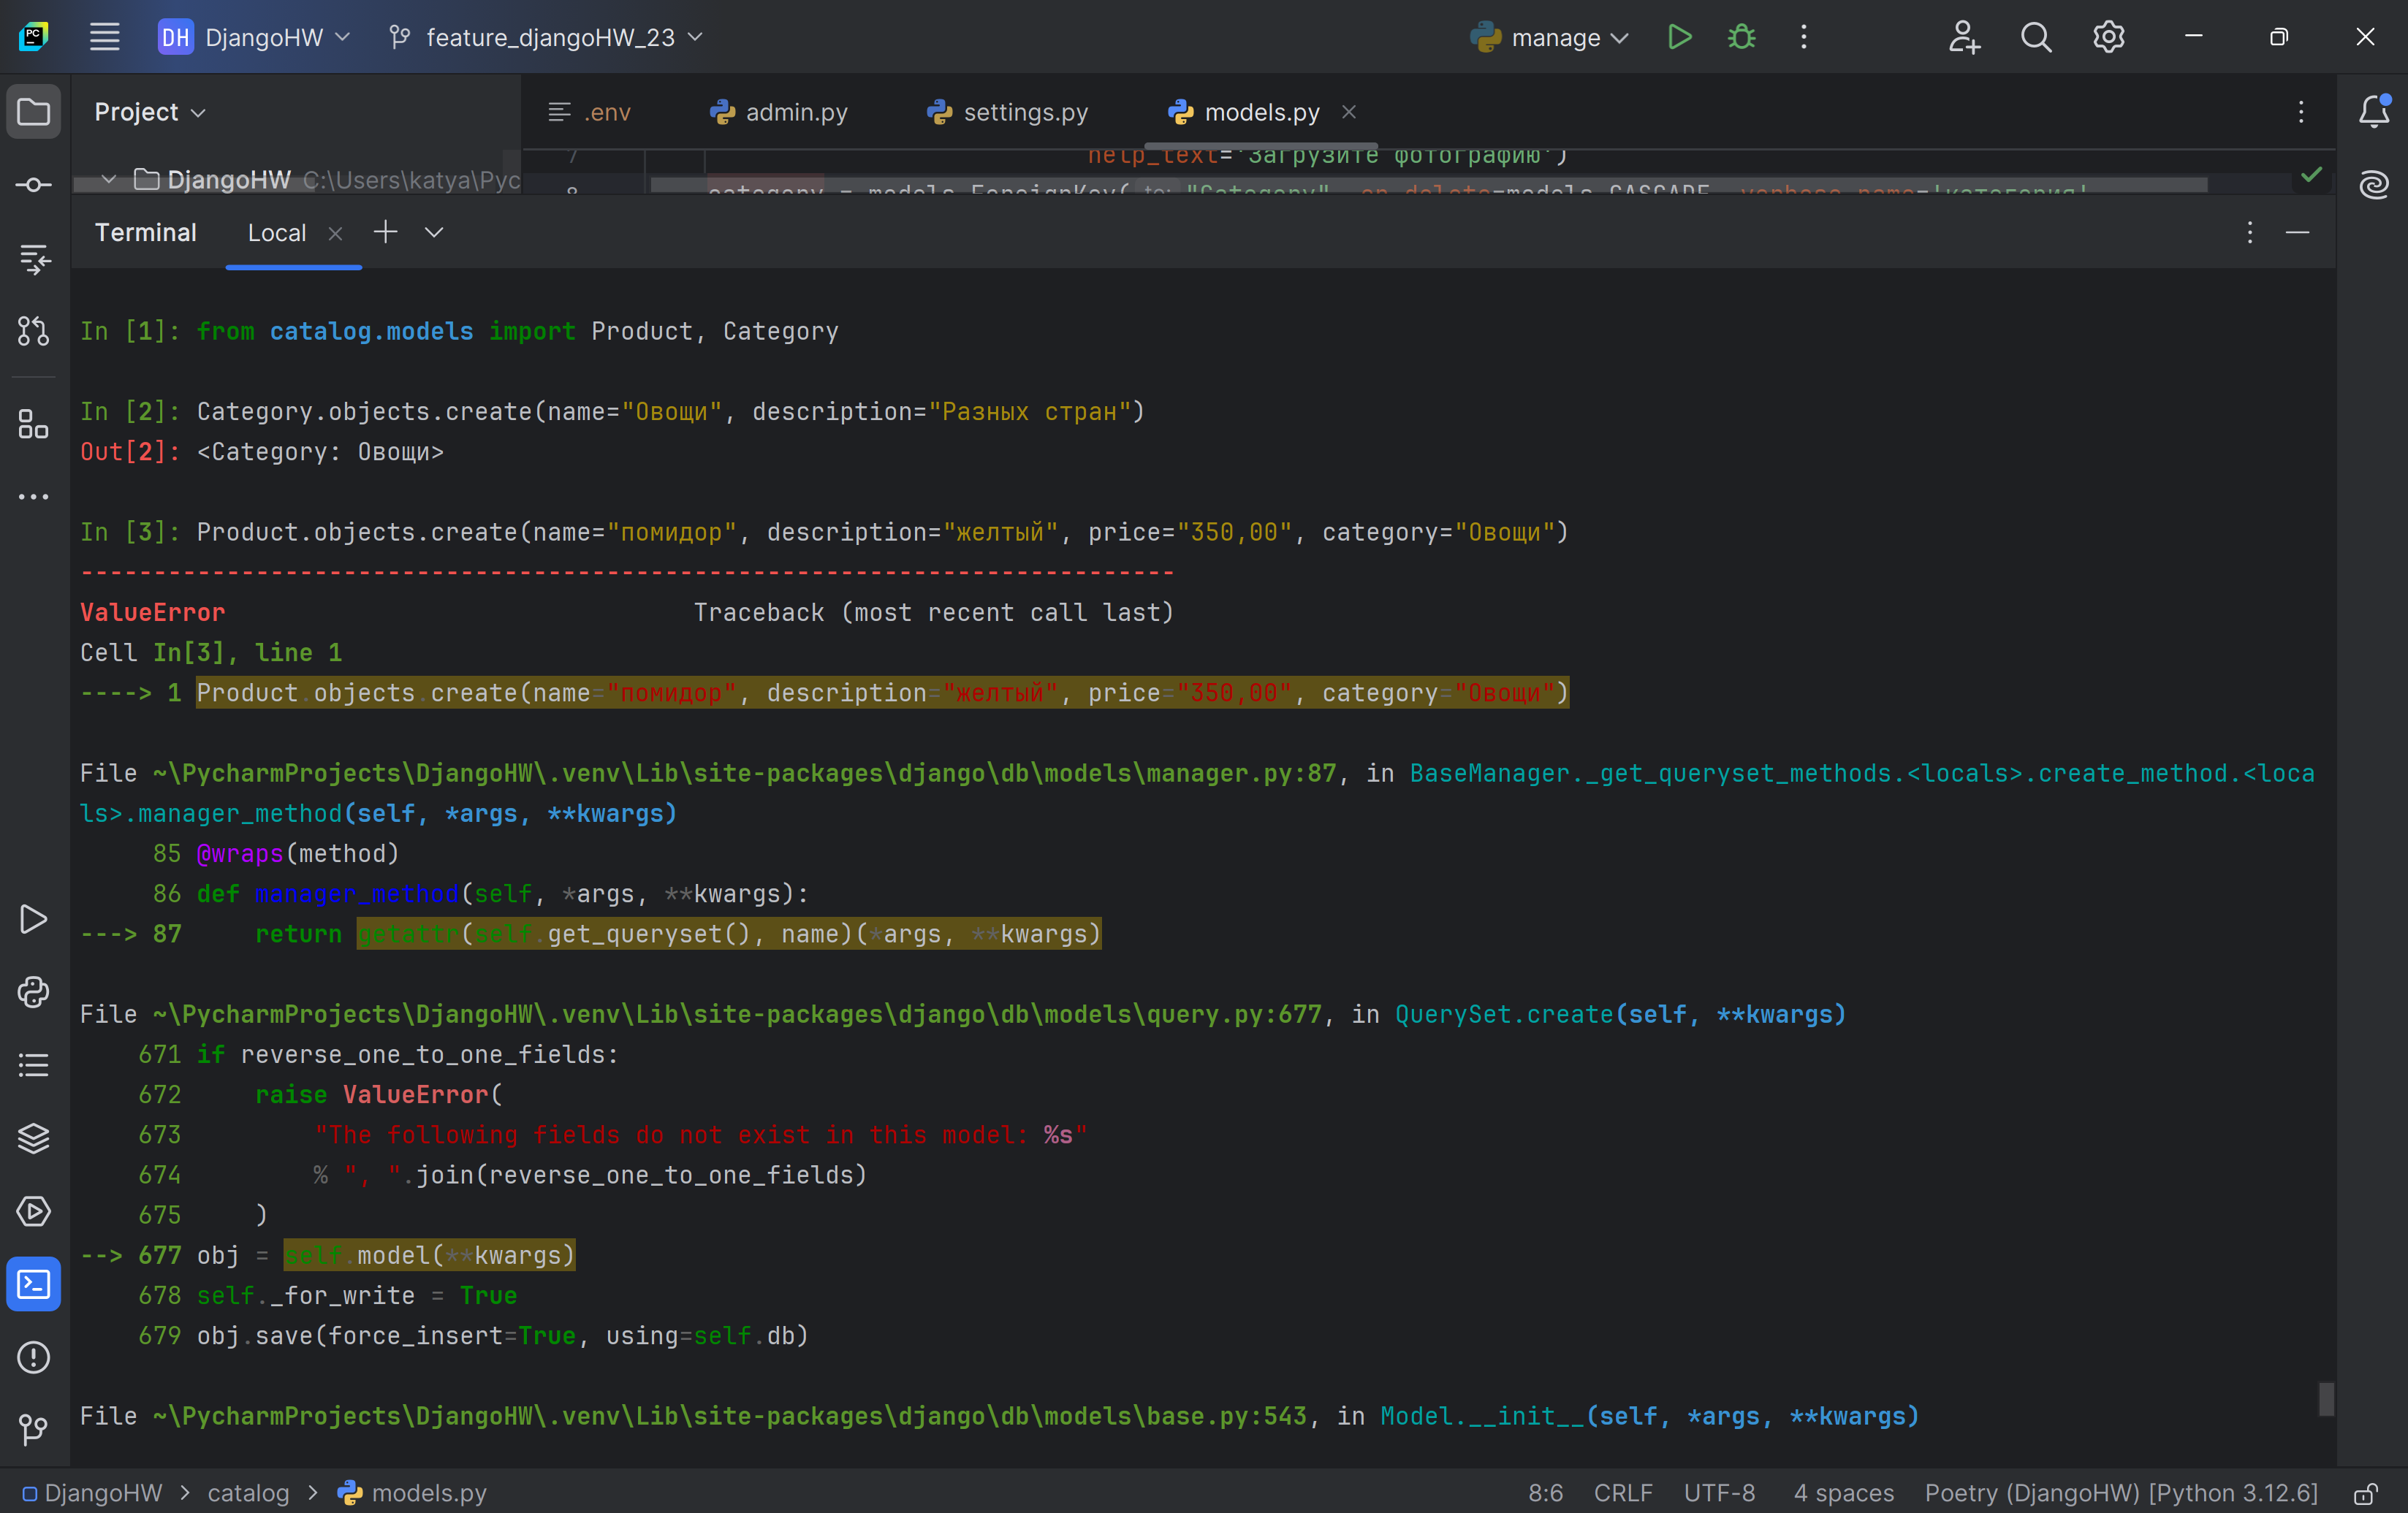 PC
DH DjangoHW feature_djangoHW_23 manage
Project
.env admin.py settings.py models.py
7 help_text='Загрузите фотографию')
DjangoHW C:\Users\katya\Pyc
8 category = models.ForeignKey( to: "Category", on_delete=models.CASCADE, verbose_name='категория',
Terminal Local
In [1]: from catalog.models import Product, Category
In [2]: Category.objects.create(name="Овощи", description="Разных стран")
Out[2]: <Category: Овощи>
In [3]: Product.objects.create(name="помидор", description="желтый", price="350,00", category="Овощи")
---------------------------------------------------------------------------
ValueError Traceback (most recent call last)
Cell In[3], line 1
----> 1 Product.objects.create(name="помидор", description="желтый", price="350,00", category="Овощи")
File ~\PycharmProjects\DjangoHW\.venv\Lib\site-packages\django\db\models\manager.py:87, in BaseManager._get_queryset_methods.<locals>.create_method.<loca
ls>.manager_method(self, *args, **kwargs)
85 @wraps(method)
86 def manager_method(self, *args, **kwargs):
---> 87 return getattr(self.get_queryset(), name)(*args, **kwargs)
File ~\PycharmProjects\DjangoHW\.venv\Lib\site-packages\django\db\models\query.py:677, in QuerySet.create(self, **kwargs)
671 if reverse_one_to_one_fields:
672 raise ValueError(
673 "The following fields do not exist in this model: %s"
674 % ", ".join(reverse_one_to_one_fields)
675 )
--> 677 obj = self.model(**kwargs)
678 self._for_write = True
679 obj.save(force_insert=True, using=self.db)
File ~\PycharmProjects\DjangoHW\.venv\Lib\site-packages\django\db\models\base.py:543, in Model.__init__(self, *args, **kwargs)
DjangoHW > catalog > models.py 8:6 CRLF UTF-8 4 spaces Poetry (DjangoHW) [Python 3.12.6]